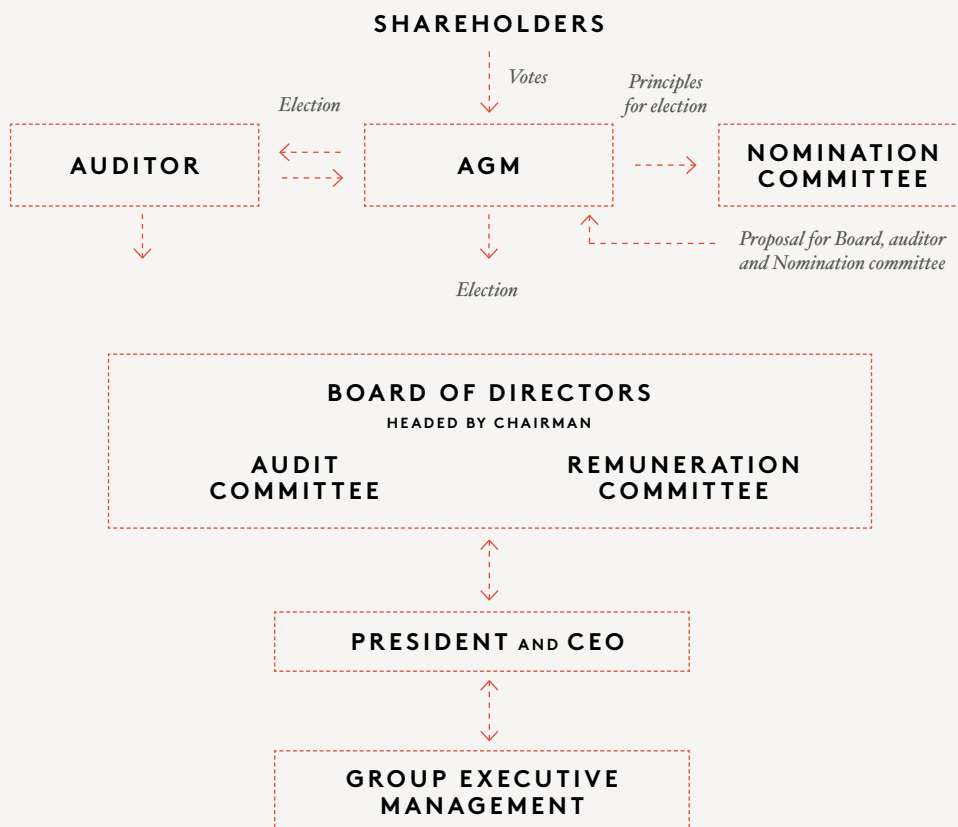 SHAREHOLDERS
Votes
Principles
for election
Election
AUDITOR
AGM
NOMINATION
COMMITTEE
Proposal for Board, auditor
and Nomination committee
Election
BOARD OF DIRECTORS
HEADED BY CHAIRMAN
AUDIT
COMMITTEE
REMUNERATION
COMMITTEE
PRESIDENT AND CEO
GROUP EXECUTIVE
MANAGEMENT